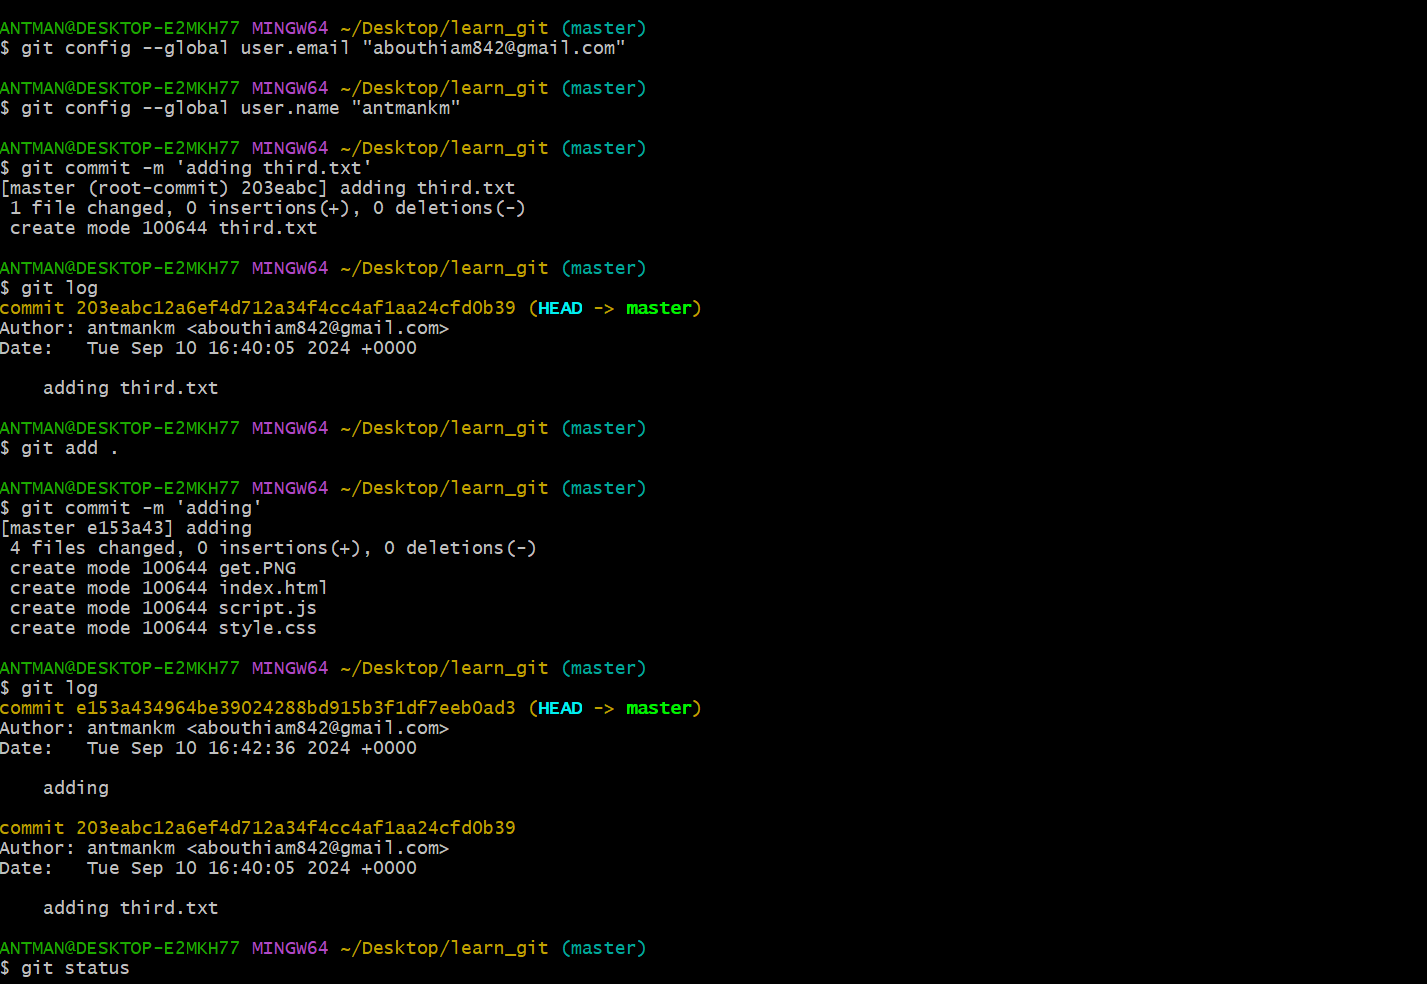 ANTMAN@DESKTOP-E2MKH77 MINGW64 ~/Desktop/learn_git (master)
$ git config --global user.email "abouthiam842@gmail.com"
ANTMAN@DESKTOP-E2MKH77 MINGW64 ~/Desktop/learn_git (master)
$ git config --global user.name "antmankm"
ANTMAN@DESKTOP-E2MKH77 MINGW64 ~/Desktop/learn_git (master)
$ git commit -m 'adding third.txt'
[master (root-commit) 203eabc] adding third.txt
 1 file changed, 0 insertions(+), 0 deletions(-)
 create mode 100644 third.txt
ANTMAN@DESKTOP-E2MKH77 MINGW64 ~/Desktop/learn_git (master)
$ git log
commit 203eabc12a6ef4d712a34f4cc4af1aa24cfd0b39 (HEAD -> master)
Author: antmankm <abouthiam842@gmail.com>
Date:   Tue Sep 10 16:40:05 2024 +0000
    adding third.txt
ANTMAN@DESKTOP-E2MKH77 MINGW64 ~/Desktop/learn_git (master)
$ git add .
ANTMAN@DESKTOP-E2MKH77 MINGW64 ~/Desktop/learn_git (master)
$ git commit -m 'adding'
[master e153a43] adding
 4 files changed, 0 insertions(+), 0 deletions(-)
 create mode 100644 get.PNG
 create mode 100644 index.html
 create mode 100644 script.js
 create mode 100644 style.css
ANTMAN@DESKTOP-E2MKH77 MINGW64 ~/Desktop/learn_git (master)
$ git log
commit e153a434964be39024288bd915b3f1df7eeb0ad3 (HEAD -> master)
Author: antmankm <abouthiam842@gmail.com>
Date:   Tue Sep 10 16:42:36 2024 +0000
    adding
commit 203eabc12a6ef4d712a34f4cc4af1aa24cfd0b39
Author: antmankm <abouthiam842@gmail.com>
Date:   Tue Sep 10 16:40:05 2024 +0000
    adding third.txt
ANTMAN@DESKTOP-E2MKH77 MINGW64 ~/Desktop/learn_git (master)
$ git status